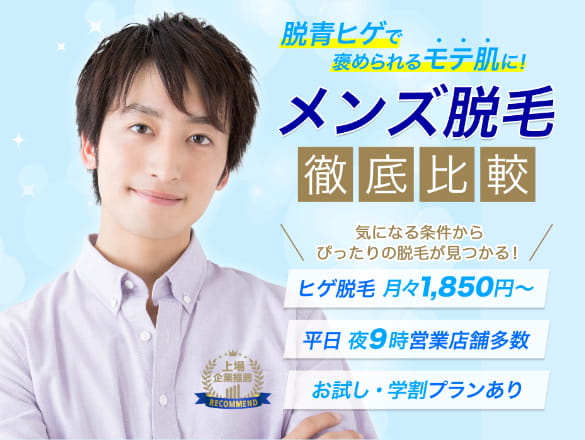 脱青ヒゲで
褒められるモテ肌に!
メンズ脱毛
徹底比較
気になる条件から
ぴったりの脱毛が見つかる!
ヒゲ脱毛 月々1,850円〜
平日 夜9時営業店舗多数
お試し・学割プランあり
上場
企業推薦
RECOMMEND